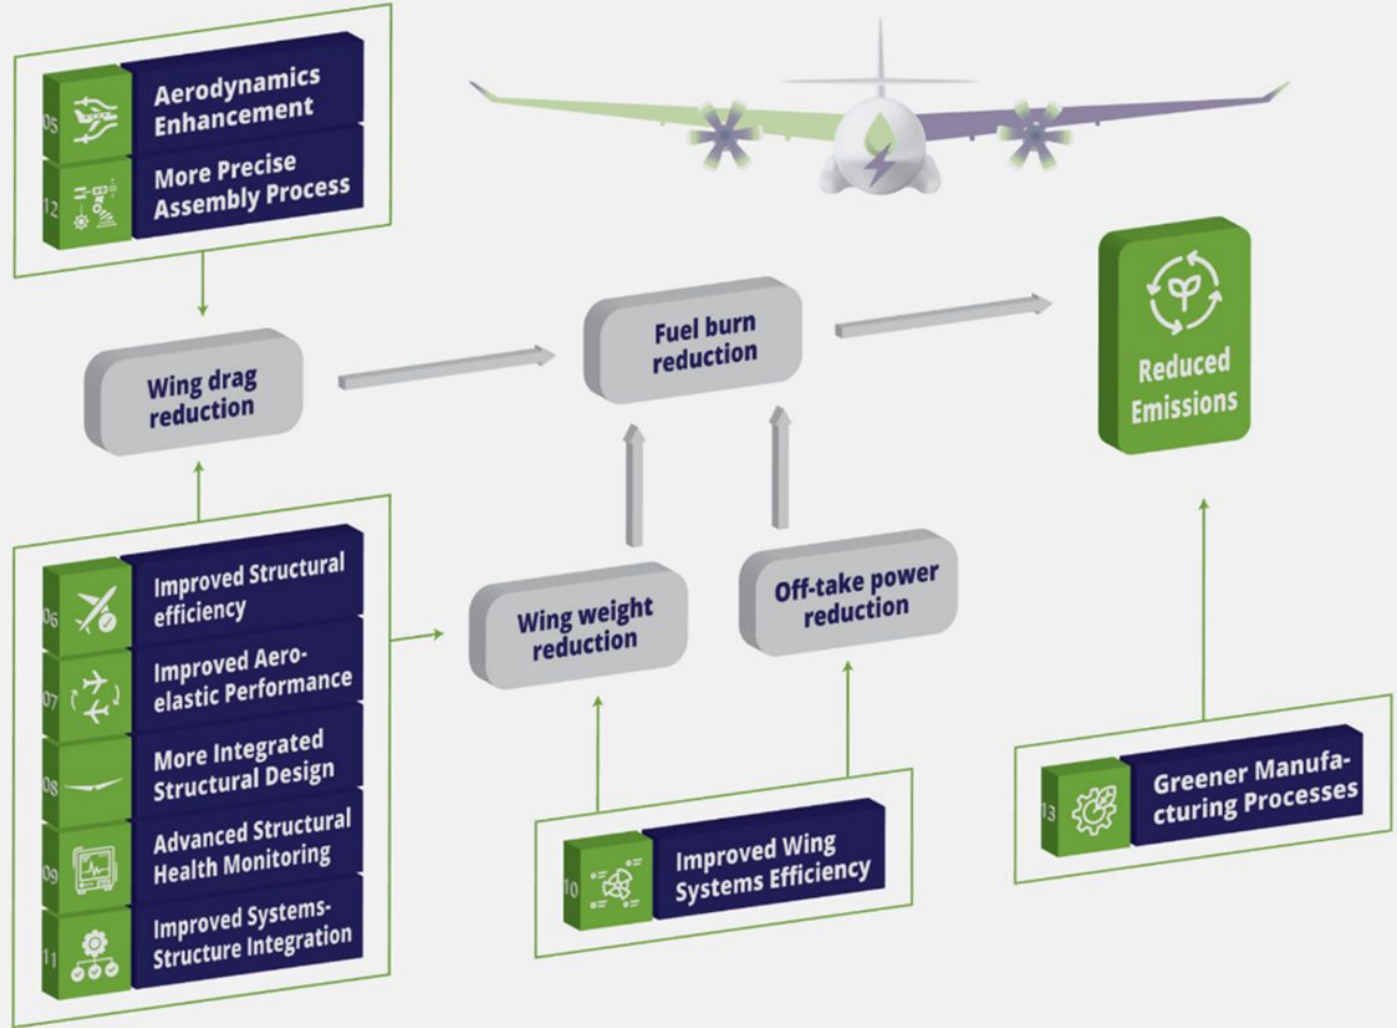 05
Aerodynamics
Enhancement
12
More Precise
Assembly Process
Wing drag
reduction
Fuel burn
reduction
Reduced
Emissions
06
Improved Structural
efficiency
07
Improved Aero-
elastic Performance
08
More Integrated
Structural Design
09
Advanced Structural
Health Monitoring
11
Improved Systems-
Structure Integration
Wing weight
reduction
Off-take power
reduction
10
Improved Wing
Systems Efficiency
13
Greener Manufa-
cturing Processes